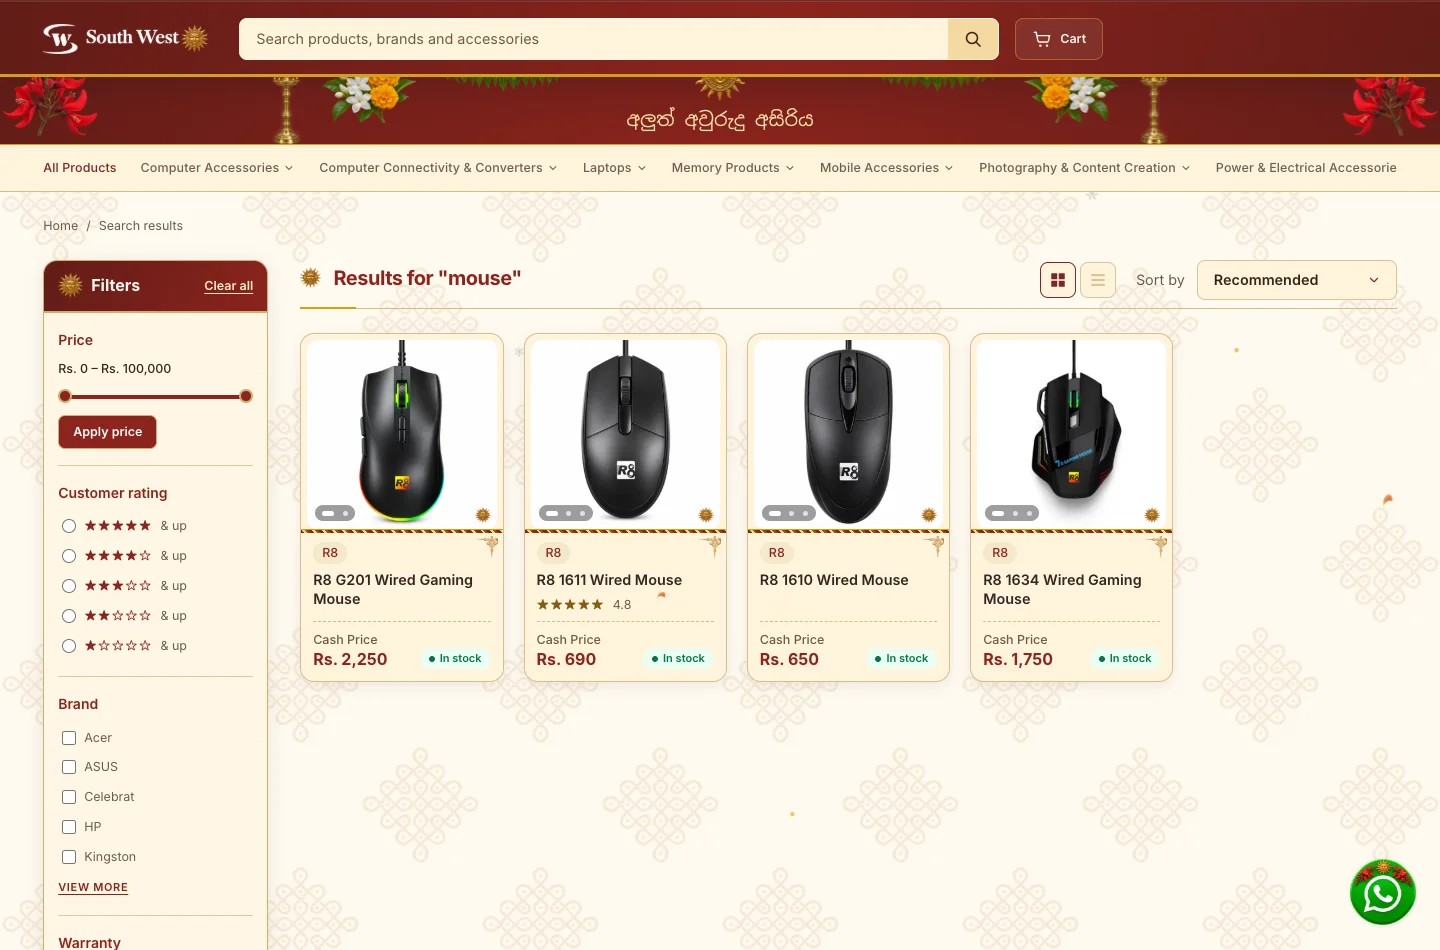 South West
Search products, brands and accessories
Cart
අලුත් අවුරුදු අසිරිය
All Products
Computer Accessories
Computer Connectivity & Converters
Laptops
Memory Products
Mobile Accessories
Photography & Content Creation
Power & Electrical Accessorie
Home / Search results
Filters
Clear all
Price
Rs. 0 – Rs. 100,000
Apply price
Customer rating
& up
& up
& up
& up
& up
Brand
Acer
ASUS
Celebrat
HP
Kingston
VIEW MORE
Warranty
Results for "mouse"
Sort by
Recommended
R8
R8
R8 G201 Wired Gaming
Mouse
Cash Price
Rs. 2,250
In stock
R8
R8
R8 1611 Wired Mouse
4.8
Cash Price
Rs. 690
In stock
R8
R8
R8 1610 Wired Mouse
Cash Price
Rs. 650
In stock
R8
R8
R8 1634 Wired Gaming
Mouse
Cash Price
Rs. 1,750
In stock